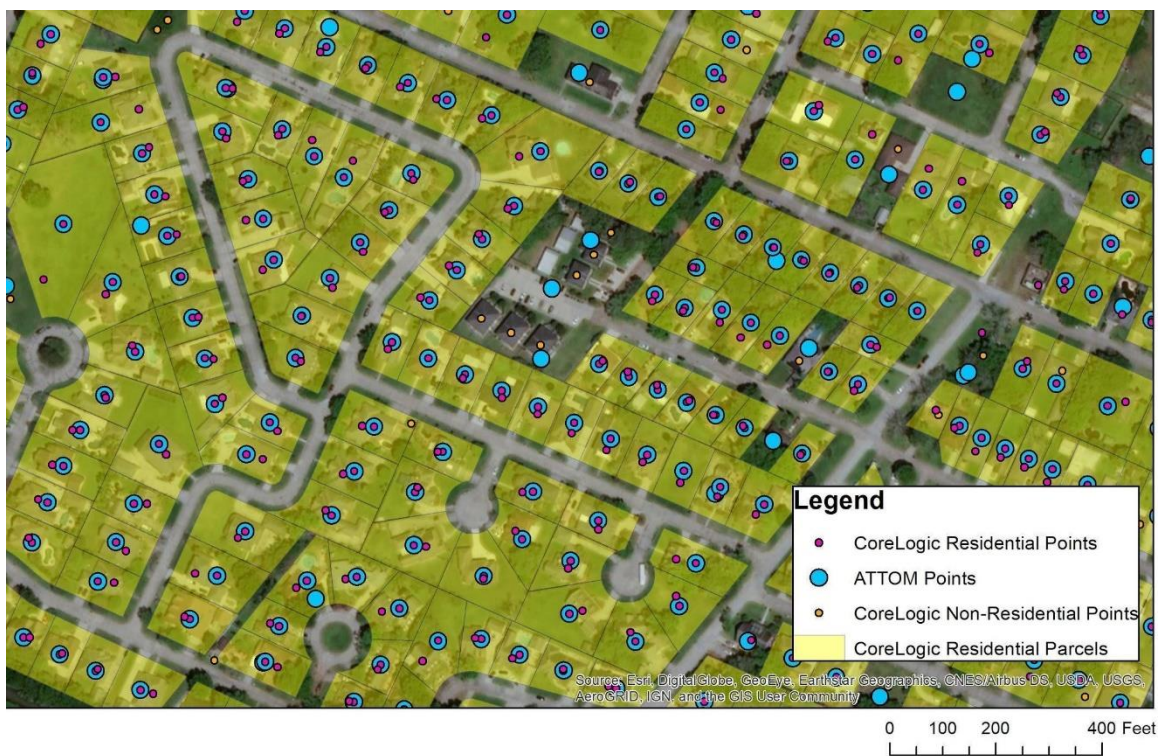 Legend
CoreLogic Residential Points
ATTOM Points
CoreLogic Non-Residential Points
CoreLogic Residential Parcels
Source: Esri, DigitalGlobe, GeoEye, Earthstar Geographics, CNES/Airbus DS, USDA, USGS,
AeroGRID, IGN, and the GIS User Community
0 100 200 400 Feet